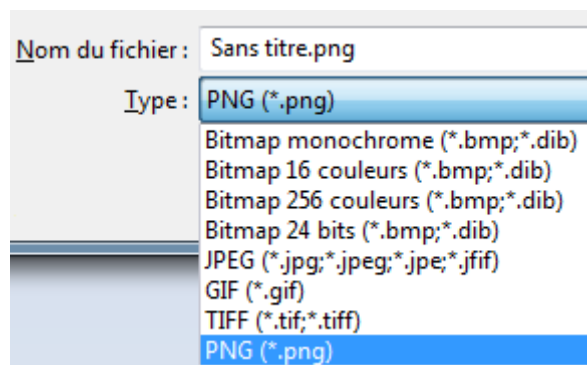 Nom du fichier : Sans titre.png
Type : PNG (*.png)
Bitmap monochrome (*.bmp;*.dib)
Bitmap 16 couleurs (*.bmp;*.dib)
Bitmap 256 couleurs (*.bmp;*.dib)
Bitmap 24 bits (*.bmp;*.dib)
JPEG (*.jpg;*.jpeg;*.jpe;*.jfif)
GIF (*.gif)
TIFF (*.tif;*.tiff)
PNG (*.png)